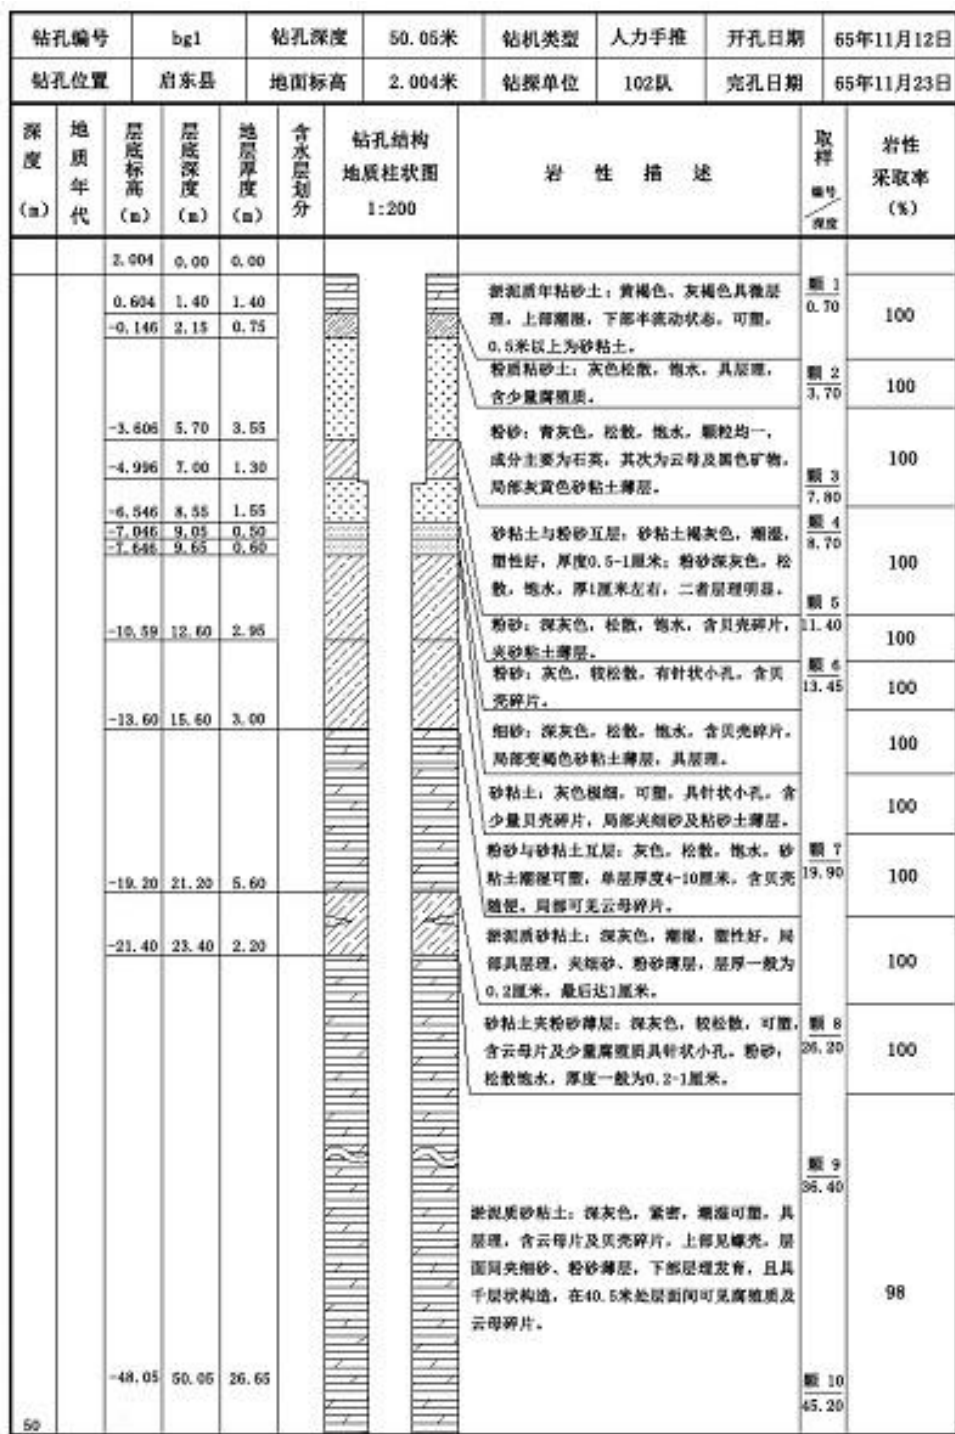 钻孔编号 bg1 钻孔深度 50.05米 钻机类型 人力手推 开孔日期 65年11月12日
钻孔位置 启东县 地面标高 2.004米 钻探单位 102队 完孔日期 65年11月23日
深度(m) 地质年代 层底标高(m) 层底深度(m) 地层厚度(m) 含水层划分 钻孔结构地质柱状图1:200 岩性描述 取样编号/深度 岩性采取率(%)
2.004 0.00 0.00
0.604 1.40 1.40
-0.146 2.15 0.75
-3.606 5.70 3.55
-4.996 7.00 1.30
-6.546 8.55 1.55
-7.046 9.05 0.50
-7.646 9.65 0.60
-10.59 12.60 2.95
-13.60 15.60 3.00
-19.20 21.20 5.60
-21.40 23.40 2.20
-48.05 50.05 26.65
50
淤泥质年粘砂土：黄褐色、灰褐色具微层
理，上部潮湿，下部半流动状态，可塑，
0.5米以上为砂粘土。
粉质粘砂土：灰色松散，饱水，具层理，
含少量腐殖质。
粉砂：青灰色，松散，饱水，颗粒均一，
成分主要为石英，其次为云母及黑色矿物，
局部灰黄色砂粘土薄层。
砂粘土与粉砂互层：砂粘土褐灰色，潮湿，
塑性好，厚度0.5-1厘米；粉砂深灰色，松
散，饱水，厚1厘米左右，二者层理明显。
粉砂：深灰色，松散，饱水，含贝壳碎片，
夹砂粘土薄层。
粉砂：灰色，较松散，有针状小孔，含贝
壳碎片。
细砂：深灰色，松散，饱水，含贝壳碎片，
局部变褐色砂粘土薄层，具层理。
砂粘土：灰色极细，可塑，具针状小孔，含
少量贝壳碎片，局部夹细砂及粘砂土薄层。
粉砂与砂粘土互层：灰色，松散，饱水，砂
粘土潮湿可塑，单层厚度4-10厘米，含贝壳
随便，局部可见云母碎片。
淤泥质砂粘土：深灰色，潮湿，塑性好，局
部具层理，夹细砂、粉砂薄层，层厚一般为
0.2厘米，最后达1厘米。
砂粘土夹粉砂薄层：深灰色，较松散，可塑，
含云母片及少量腐殖质具针状小孔。粉砂，
松散饱水，厚度一般为0.2-1厘米。
淤泥质砂粘土：深灰色，紧密，潮湿可塑，具
层理，含云母片及贝壳碎片，上部见蠔壳，层
面间夹细砂、粉砂薄层，下部层理发育，且具
千层状构造，在40.5米处层面间可见腐殖质及
云母碎片。
颗 1
0.70
颗 2
3.70
颗 3
7.80
颗 4
8.70
颗 5
11.40
颗 6
13.45
颗 7
19.90
颗 8
26.20
颗 9
36.40
颗 10
45.20
100
100
100
100
100
100
100
100
100
100
100
98